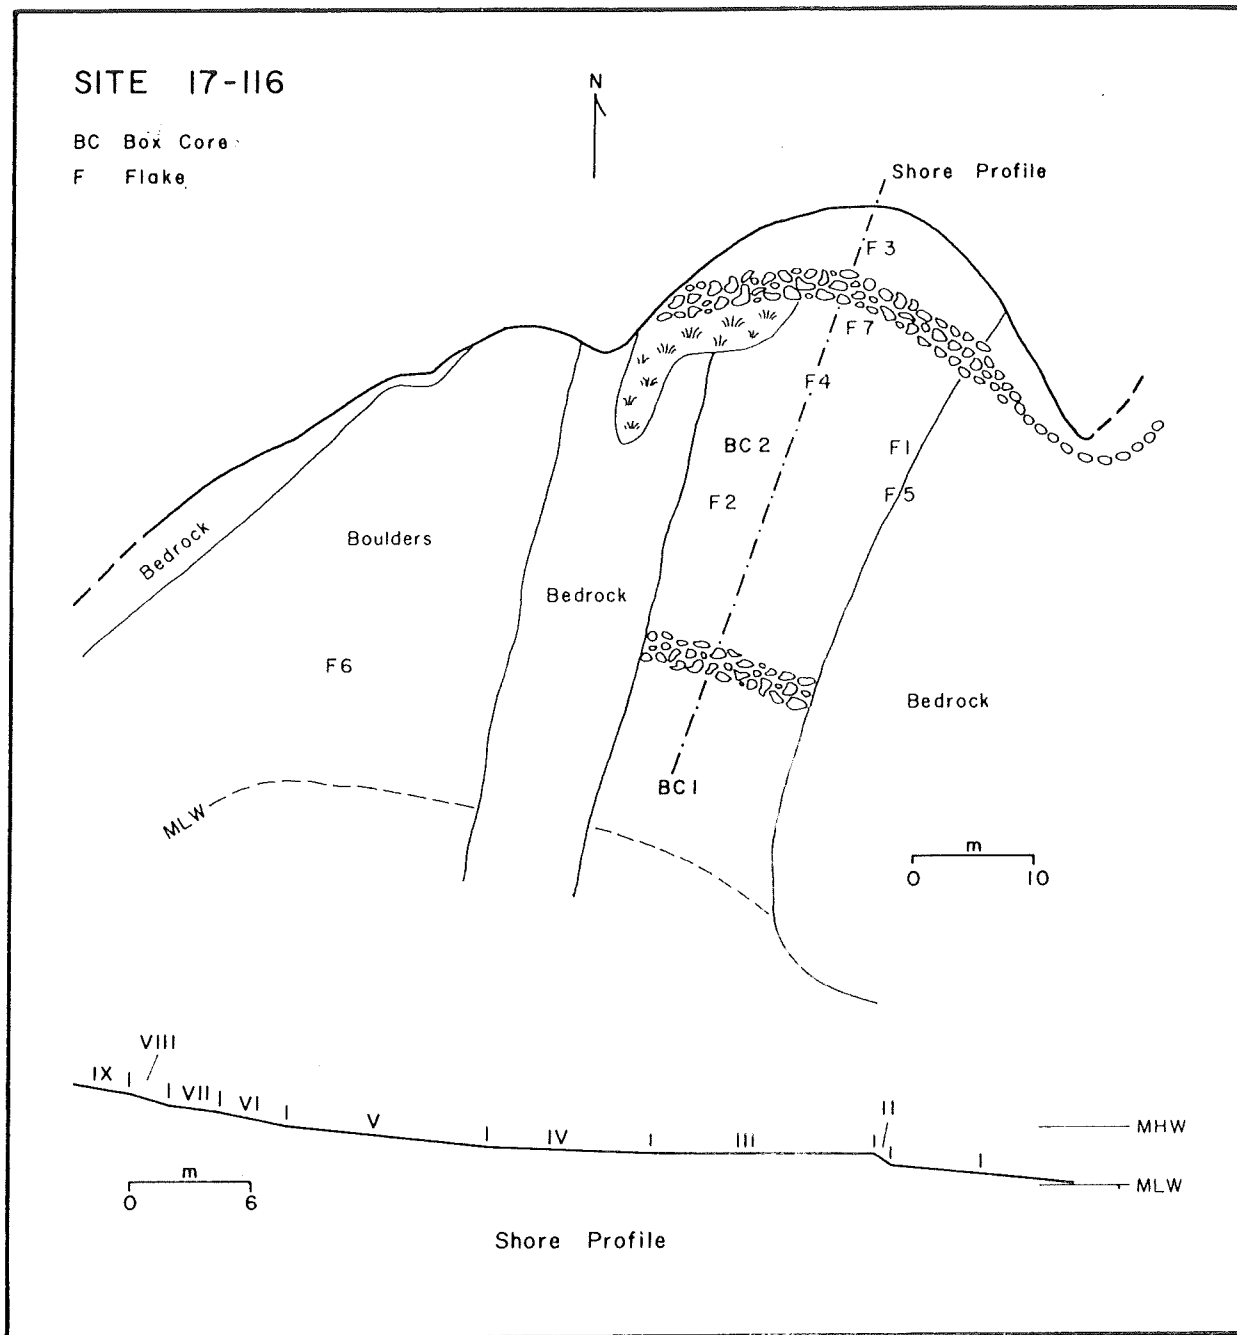 SITE 17-116
BC Box Core
F Flake
N
Shore Profile
F3
F7
F4
BC2
F1
F2
F5
Bedrock
Boulders
Bedrock
F6
Bedrock
BC1
MLW
m
0 10
VIII
IX VII VI V IV III II I
MHW
MLW
m
0 6
Shore Profile